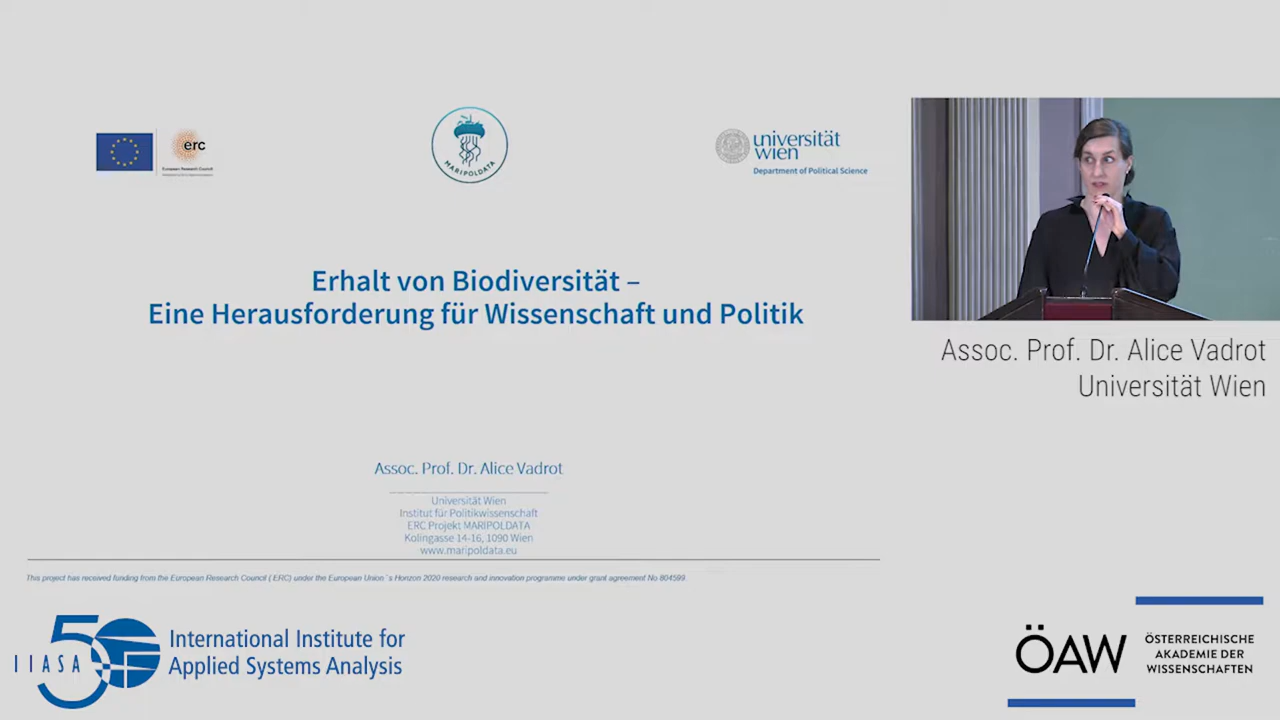 erc
European Research Council
MARIPOLDATA
universität
wien
Department of Political Science
Erhalt von Biodiversität –
Eine Herausforderung für Wissenschaft und Politik
Assoc. Prof. Dr. Alice Vadrot
Universität Wien
Assoc. Prof. Dr. Alice Vadrot
Universität Wien
Institut für Politikwissenschaft
ERC Projekt MARIPOLDATA
Kolingasse 14-16, 1090 Wien
www.maripoldata.eu
This project has received funding from the European Research Council ( ERC) under the European Union`s Horizon 2020 research and innovation programme under grant agreement No 804599
IIASA
50
International Institute for
Applied Systems Analysis
ÖAW
ÖSTERREICHISCHE
AKADEMIE DER
WISSENSCHAFTEN